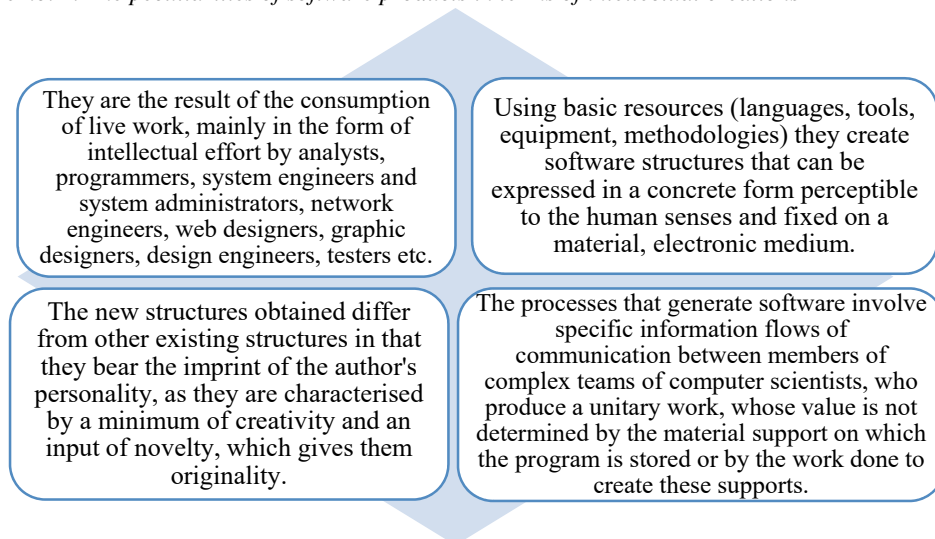 They are the result of the consumption
of live work, mainly in the form of
intellectual effort by analysts,
programmers, system engineers and
system administrators, network
engineers, web designers, graphic
designers, design engineers, testers etc.
Using basic resources (languages, tools,
equipment, methodologies) they create
software structures that can be
expressed in a concrete form perceptible
to the human senses and fixed on a
material, electronic medium.
The new structures obtained differ
from other existing structures in that
they bear the imprint of the author's
personality, as they are characterised
by a minimum of creativity and an
input of novelty, which gives them
originality.
The processes that generate software involve
specific information flows of
communication between members of
complex teams of computer scientists, who
produce a unitary work, whose value is not
determined by the material support on which
the program is stored or by the work done to
create these supports.